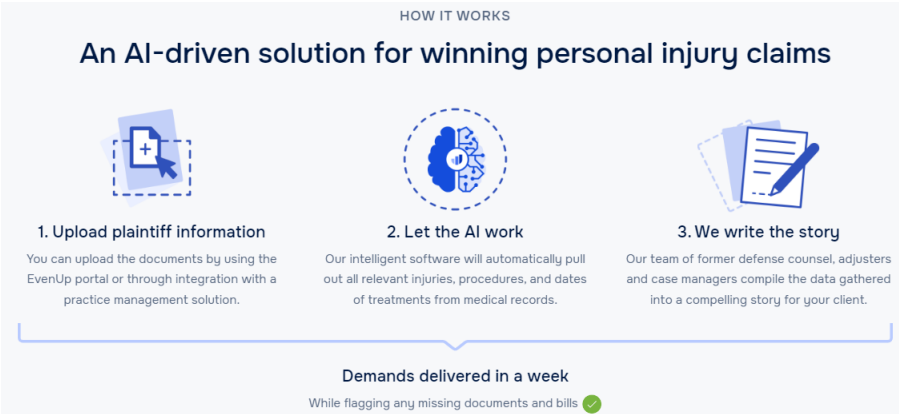 HOW IT WORKS
An AI-driven solution for winning personal injury claims
1. Upload plaintiff information
You can upload the documents by using the
EvenUp portal or through integration with a
practice management solution.
2. Let the AI work
Our intelligent software will automatically pull
out all relevant injuries, procedures, and dates
of treatments from medical records.
3. We write the story
Our team of former defense counsel, adjusters
and case managers compile the data gathered
into a compelling story for your client.
Demands delivered in a week
While flagging any missing documents and bills